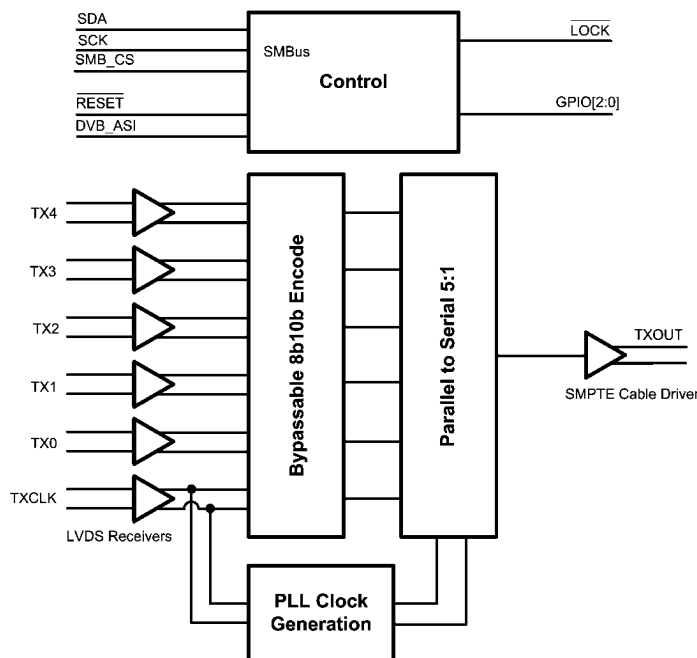 SDA
SCK
SMB_CS
RESET
DVB_ASI
SMBus
Control
LOCK
GPIO[2:0]
TX4
TX3
TX2
TX1
TX0
TXCLK
LVDS Receivers
Bypassable 8b10b Encode
Parallel to Serial 5:1
TXOUT
SMPTE Cable Driver
PLL Clock
Generation